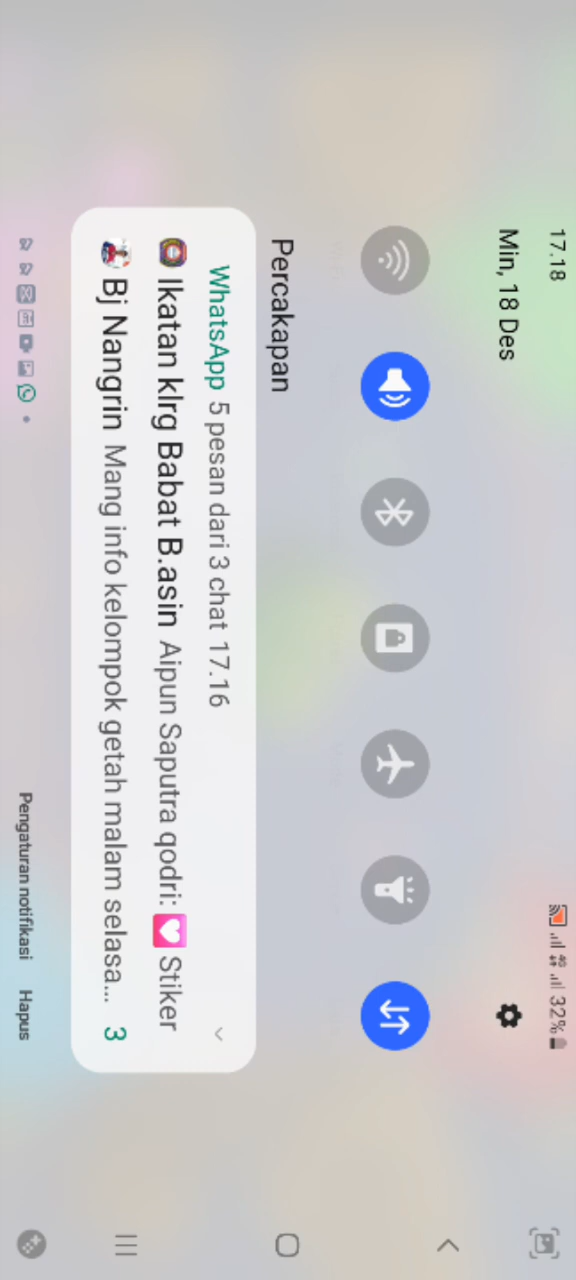 17.18
4G 32%
Min, 18 Des
Percakapan
WhatsApp 5 pesan dari 3 chat 17.16
Ikatan klrg Babat B.asin Aipun Saputra qodri: 💟 Stiker
Bj Nangrin Mang info kelompok getah malam selasa... 3
Pengaturan notifikasi Hapus